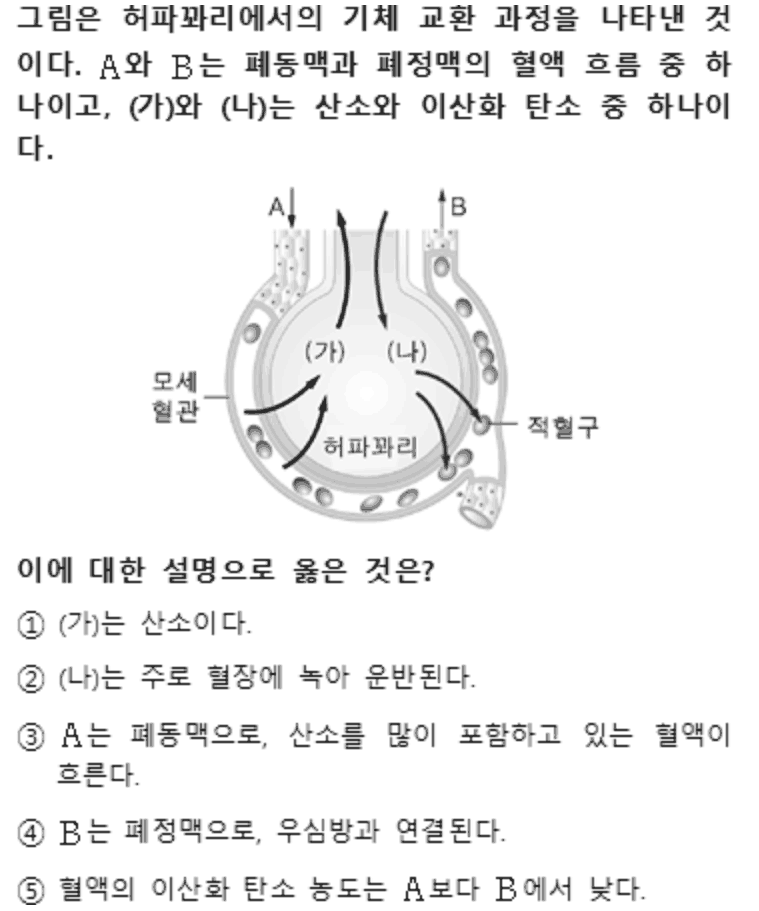 그림은 허파꽈리에서의 기체 교환 과정을 나타낸 것
이다. A와 B는 폐동맥과 폐정맥의 혈액 흐름 중 하
나이고, (가)와 (나)는 산소와 이산화 탄소 중 하나이
다.
A
B
(가) (나)
모세
혈관
적혈구
허파꽈리
이에 대한 설명으로 옳은 것은?
① (가)는 산소이다.
② (나)는 주로 혈장에 녹아 운반된다.
③ A는 폐동맥으로, 산소를 많이 포함하고 있는 혈액이
흐른다.
④ B는 폐정맥으로, 우심방과 연결된다.
⑤ 혈액의 이산화 탄소 농도는 A보다 B에서 낮다.